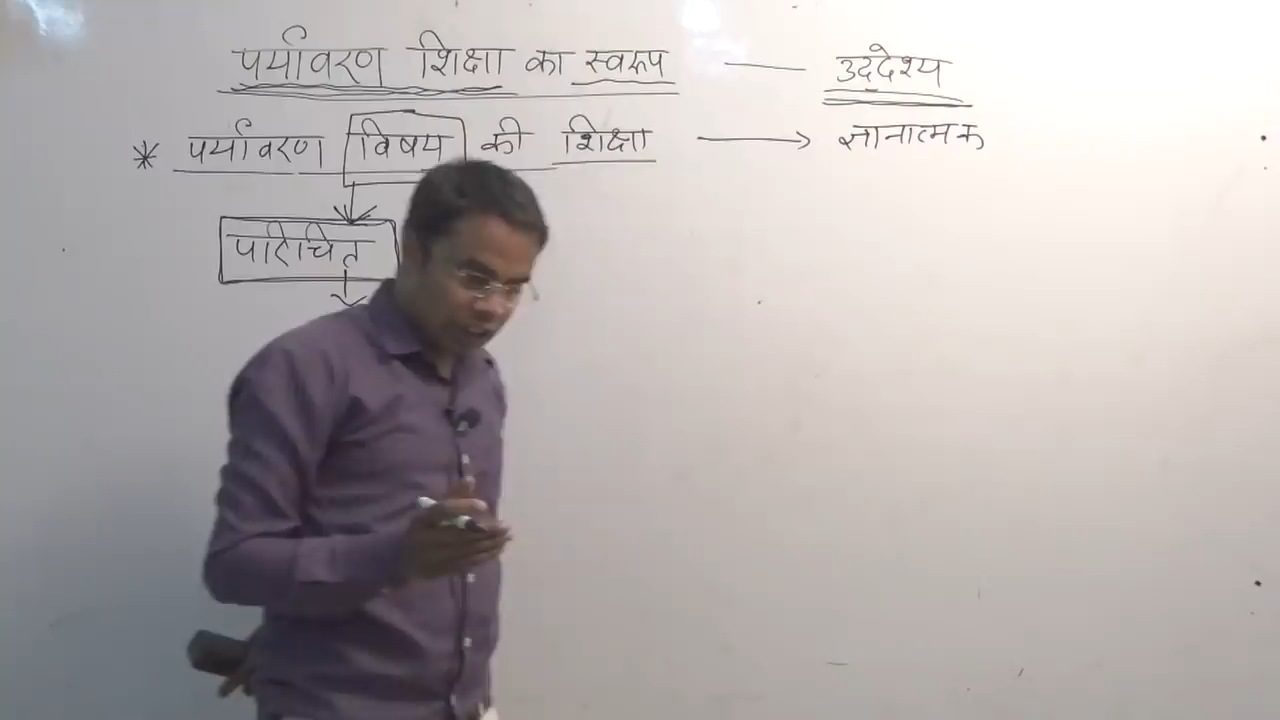 पर्यावरण शिक्षा का स्वरूप — उद्देश्य
* पर्यावरण विषय की शिक्षा → ज्ञानात्मक
परिचित